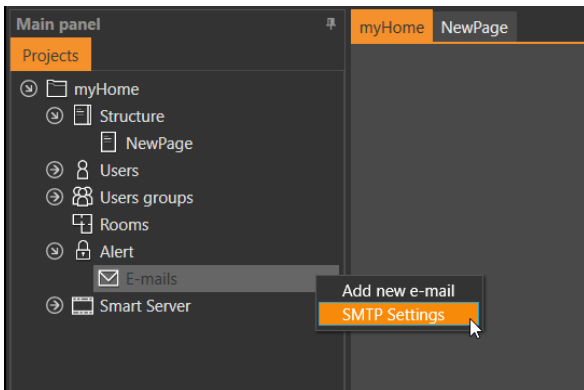 Main panel
myHome NewPage
Projects
myHome
Structure
NewPage
Users
Users groups
Rooms
Alert
E-mails
Add new e-mail
Smart Server
SMTP Settings